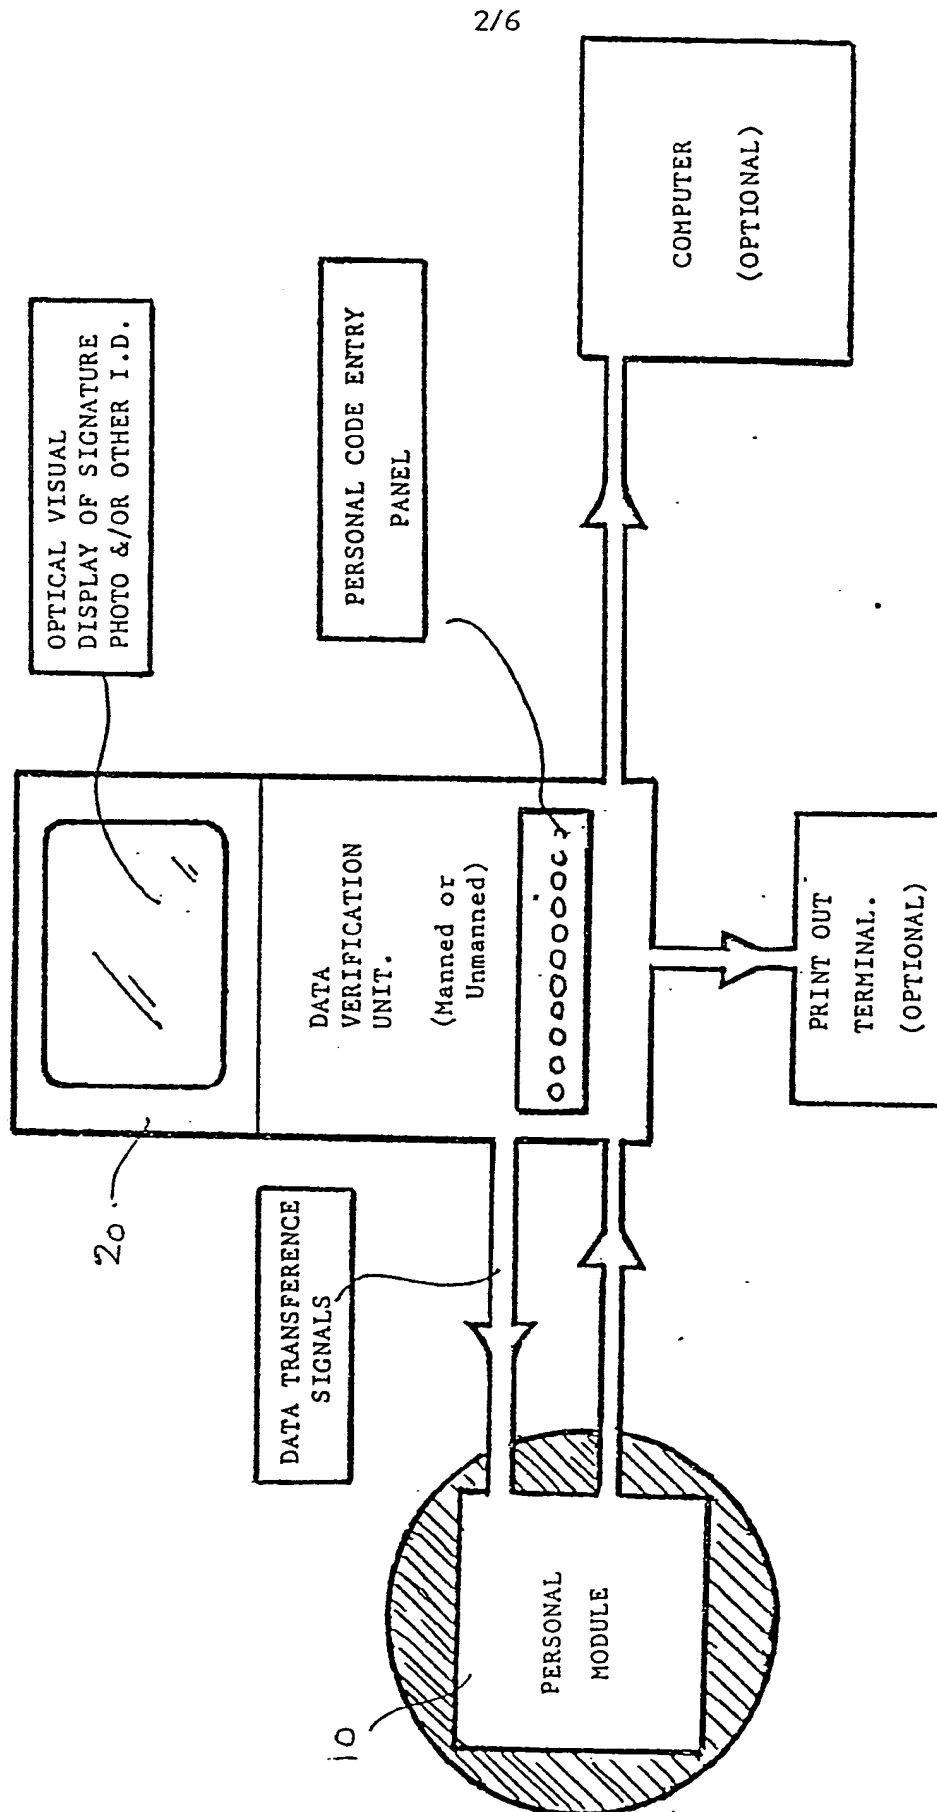 2/6
OPTICAL VISUAL
DISPLAY OF SIGNATURE
PHOTO &/OR OTHER I.D.
PERSONAL CODE ENTRY
PANEL
COMPUTER
(OPTIONAL)
20
DATA
VERIFICATION
UNIT.
(Manned or
Unmanned)
PRINT OUT
TERMINAL.
(OPTIONAL)
DATA TRANSFERENCE
SIGNALS
10
PERSONAL
MODULE